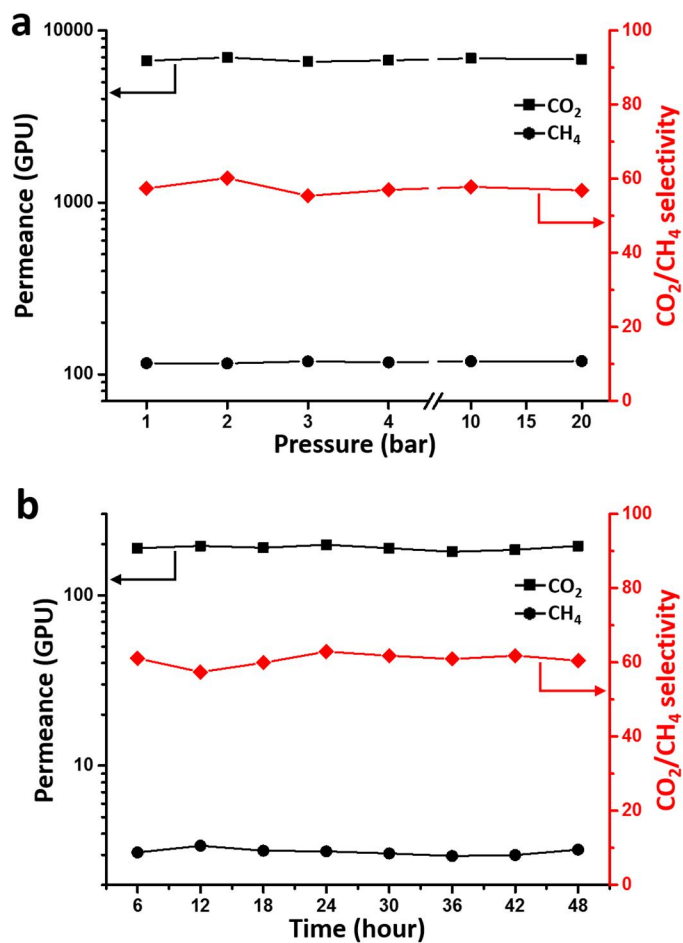 a
10000
1000
100
Permeance (GPU)
CO₂
CH₄
100
80
60
40
20
0
CO₂/CH₄ selectivity
1 2 3 4 10 15 20
Pressure (bar)
b
100
10
Permeance (GPU)
CO₂
CH₄
100
80
60
40
20
0
CO₂/CH₄ selectivity
6 12 18 24 30 36 42 48
Time (hour)